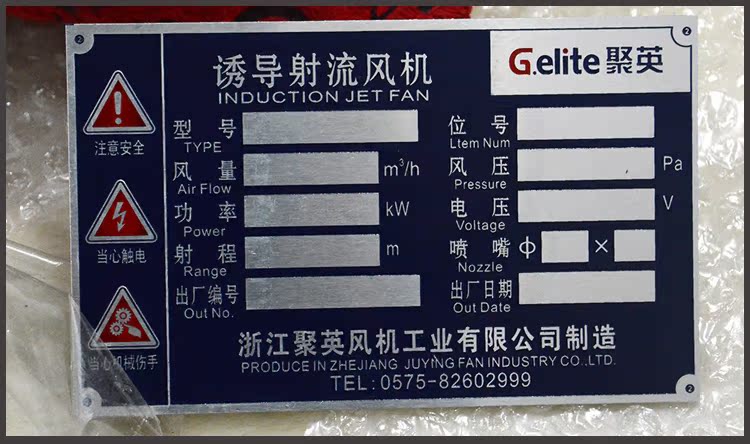 诱导射流风机
INDUCTION JET FAN
G.elite 聚英
注意安全
当心触电
当心机械伤手
型号
TYPE
位号
Ltem Num
风量 m³/h
Air Flow
风压 Pa
Pressure
功率 kW
Power
电压 V
Voltage
射程 m
Range
喷嘴 ф ×
Nozzle
出厂编号
Out No.
出厂日期
Out Date
浙江聚英风机工业有限公司制造
PRODUCE IN ZHEJIANG JUYING FAN INDUSTRY CO.,LTD.
TEL: 0575-82602999